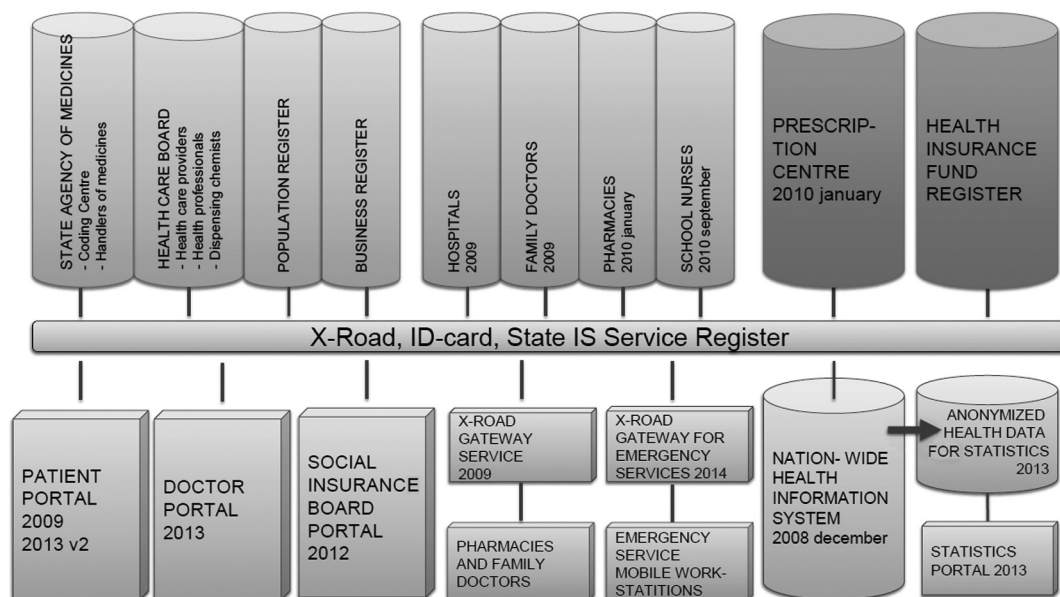 STATE AGENCY OF MEDICINES
- Coding Centre
- Handlers of medicines
HEALTH CARE BOARD
- Health care providers
- Health professionals
- Dispensing chemists
POPULATION REGISTER
BUSINESS REGISTER
HOSPITALS
2009
FAMILY DOCTORS
2009
PHARMACIES
2010 january
SCHOOL NURSES
2010 september
PRESCRIP-
TION
CENTRE
2010 january
HEALTH
INSURANCE
FUND
REGISTER
X-Road, ID-card, State IS Service Register
PATIENT
PORTAL
2009
2013 v2
DOCTOR
PORTAL
2013
SOCIAL
INSURANCE
BOARD
PORTAL
2012
X-ROAD
GATEWAY
SERVICE
2009
PHARMACIES
AND FAMILY
DOCTORS
X-ROAD
GATEWAY FOR
EMERGENCY
SERVICES 2014
EMERGENCY
SERVICE
MOBILE WORK-
STATITIONS
NATION- WIDE
HEALTH
INFORMATION
SYSTEM
2008 december
ANONYMIZED
HEALTH DATA
FOR STATISTICS
2013
STATISTICS
PORTAL 2013